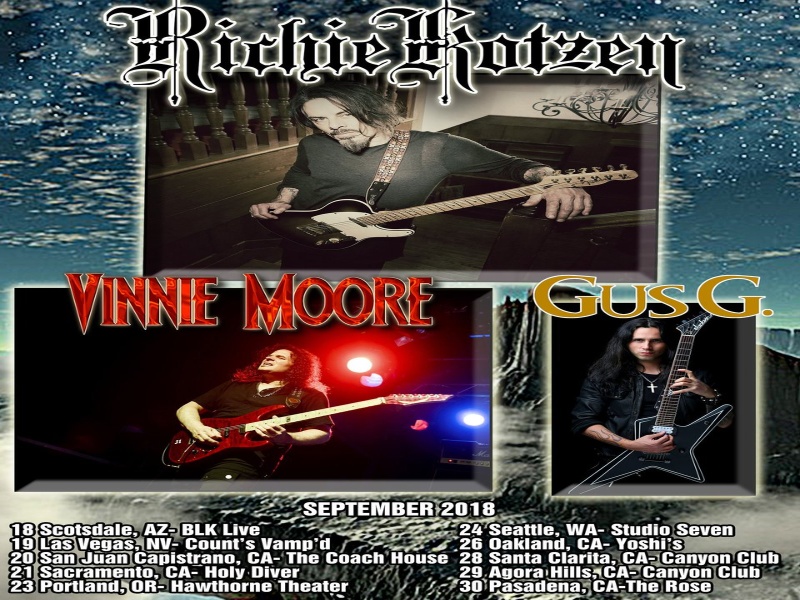 Richie Kotzen
Vinnie Moore
Gus G.
SEPTEMBER 2018
18 Scotsdale, AZ- BLK Live
19 Las Vegas, NV- Count's Vamp'd
20 San Juan Capistrano, CA- The Coach House
21 Sacramento, CA- Holy Diver
23 Portland, OR- Hawthorne Theater
24 Seattle, WA- Studio Seven
26 Oakland, CA- Yoshi's
28 Santa Clarita, CA- Canyon Club
29 Agora Hills, CA- Canyon Club
30 Pasadena, CA-The Rose